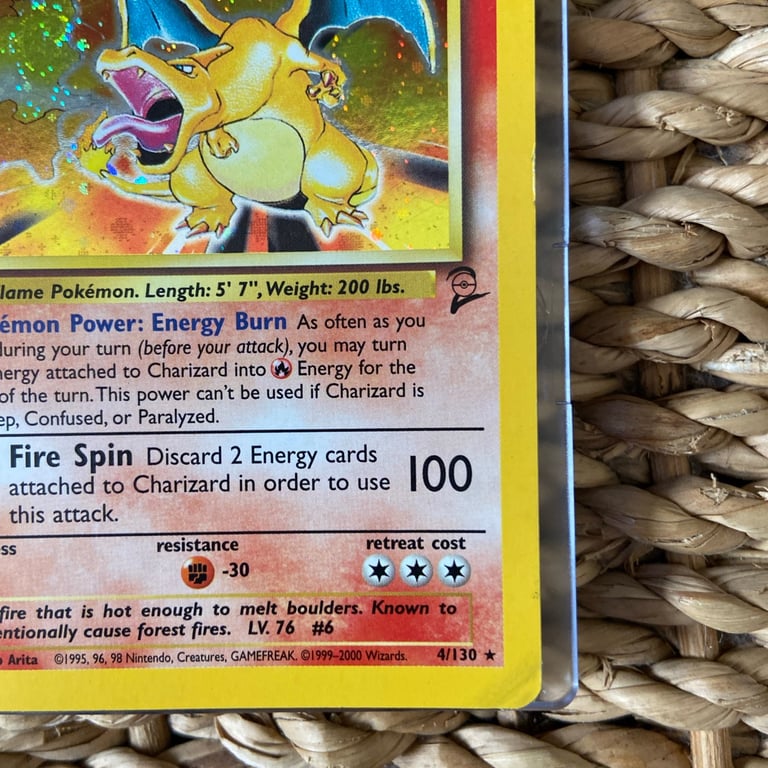 lame Pokémon. Length: 5' 7", Weight: 200 lbs.
émon Power: Energy Burn As often as you
during your turn (before your attack), you may turn
nergy attached to Charizard into Energy for the
of the turn. This power can't be used if Charizard is
ep, Confused, or Paralyzed.
Fire Spin Discard 2 Energy cards
attached to Charizard in order to use
this attack.
100
ss resistance retreat cost
-30
fire that is hot enough to melt boulders. Known to
entionally cause forest fires. LV. 76 #6
o Arita ©1995, 96, 98 Nintendo, Creatures, GAMEFREAK. ©1999–2000 Wizards. 4/130 ★